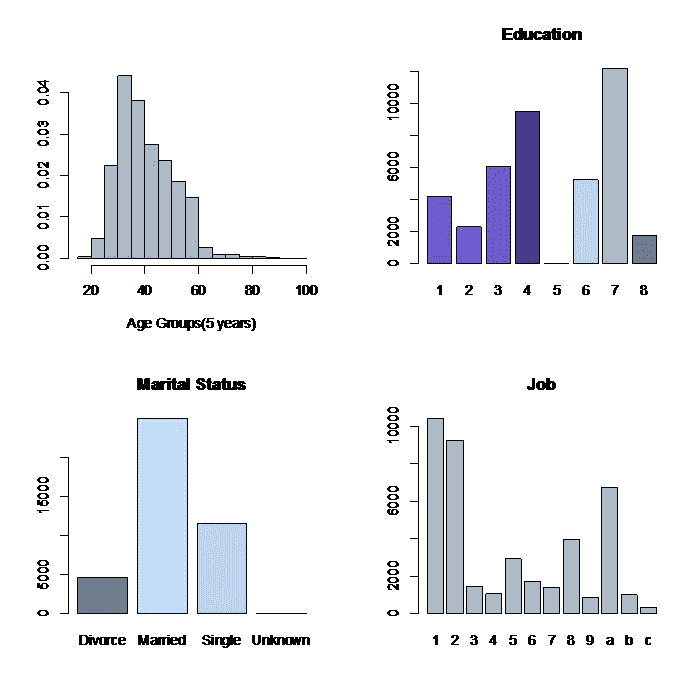 0.00 0.01 0.02 0.03 0.04
20 40 60 80 100
Age Groups(5 years)
Education
0 2000 6000 10000
1 2 3 4 5 6 7 8
Marital Status
0 5000 15000
Divorce Married Single Unknown
Job
0 2000 6000 10000
1 2 3 4 5 6 7 8 9 a b c